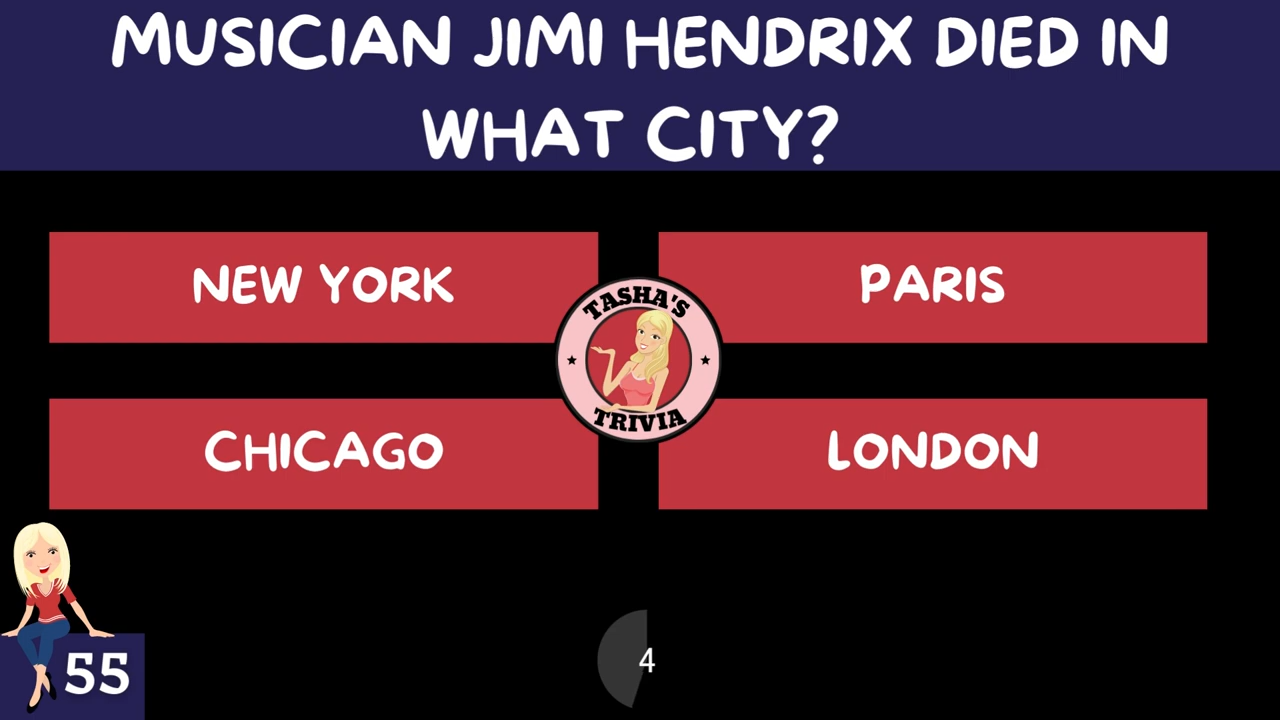 MUSICIAN JIMI HENDRIX DIED IN
WHAT CITY?
NEW YORK
PARIS
TASHA'S
TRIVIA
CHICAGO
LONDON
55
4